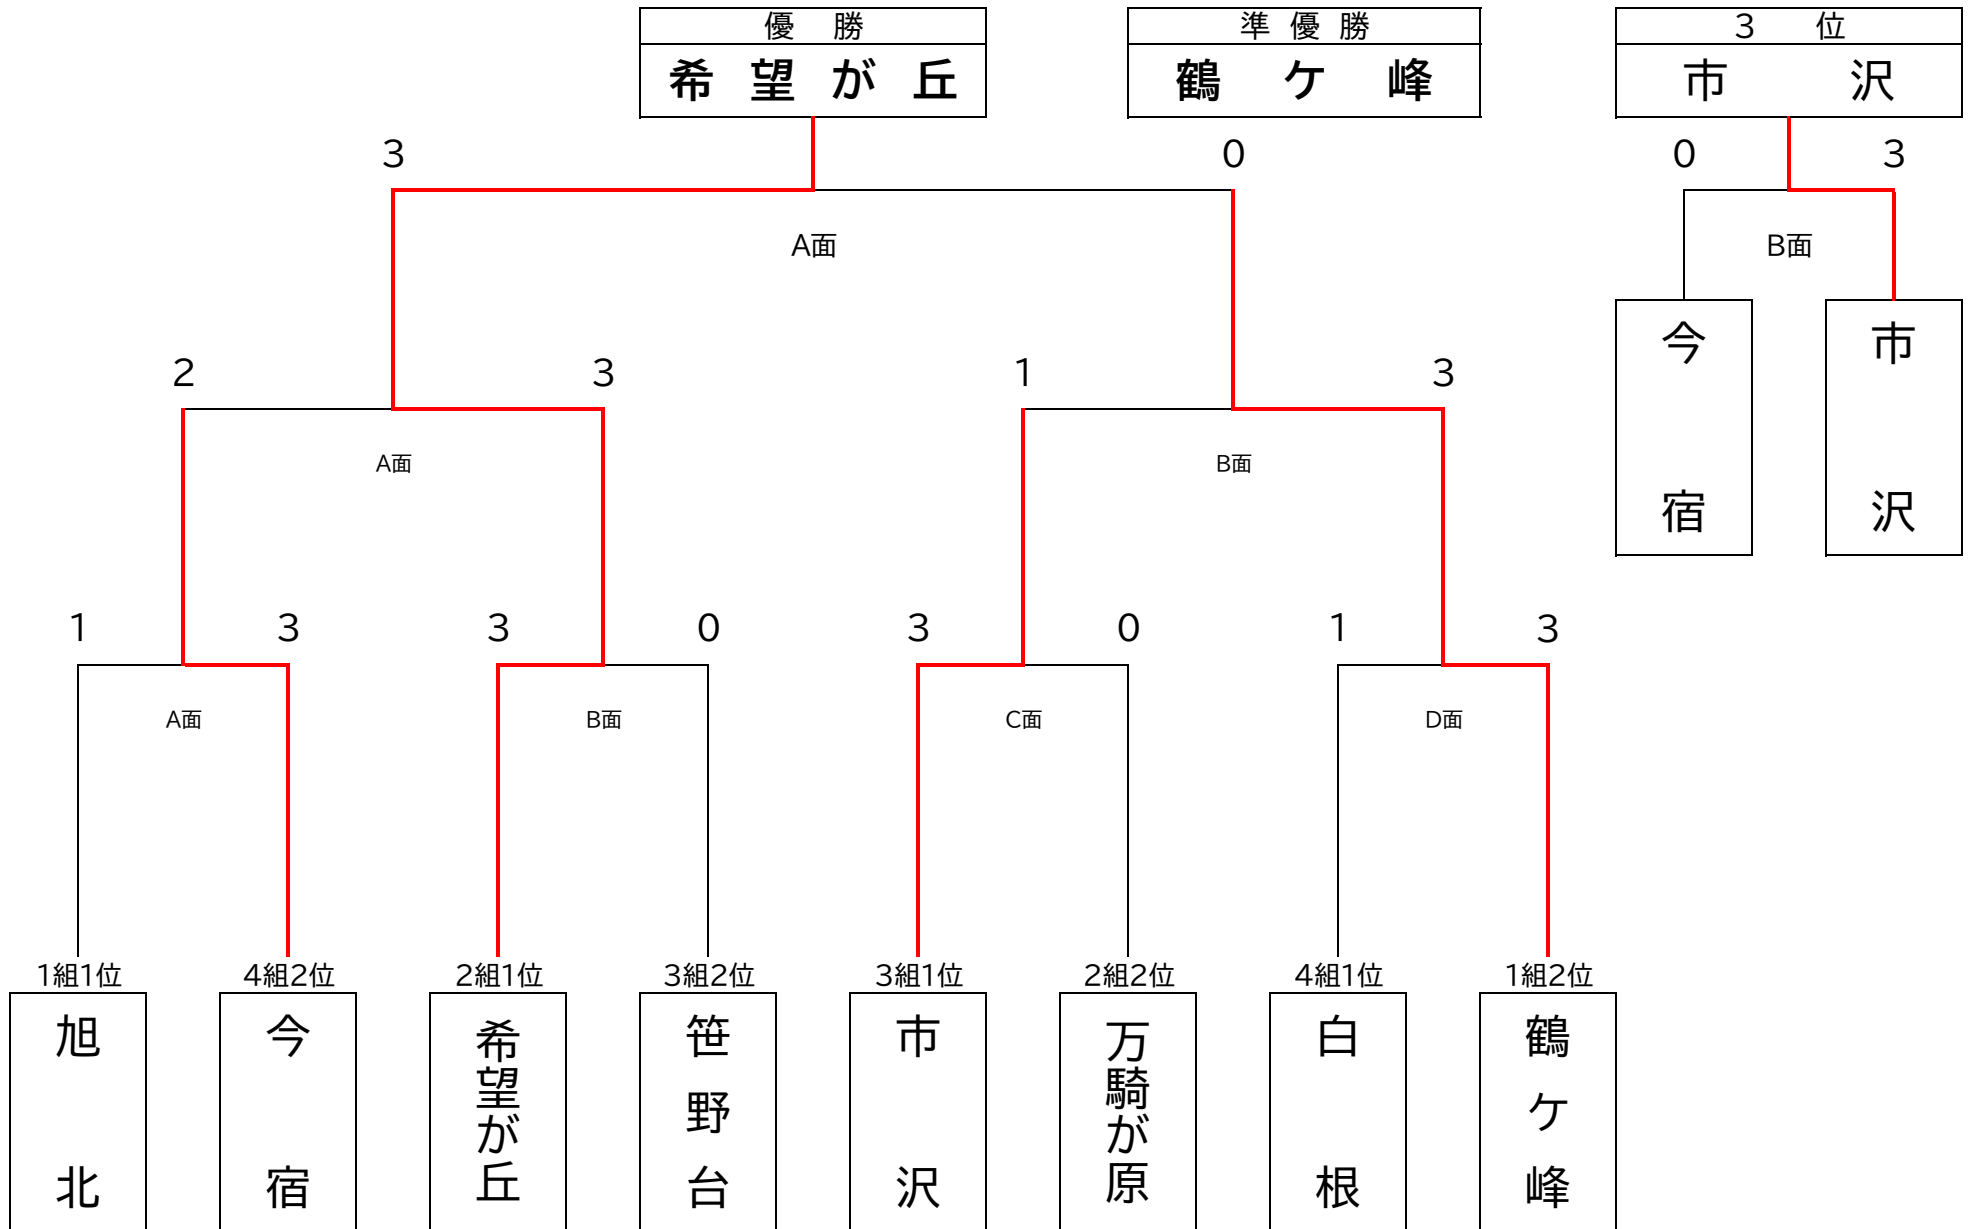 優勝
希望が丘
準優勝
鶴ケ峰
3位
市沢
3
0
0
3
A面
B面
今宿
市沢
2
3
1
3
A面
B面
1
3
3
0
3
0
1
3
A面
B面
C面
D面
1組1位
4組2位
2組1位
3組2位
3組1位
2組2位
4組1位
1組2位
旭北
今宿
希望が丘
笹野台
市沢
万騎が原
白根
鶴ケ峰